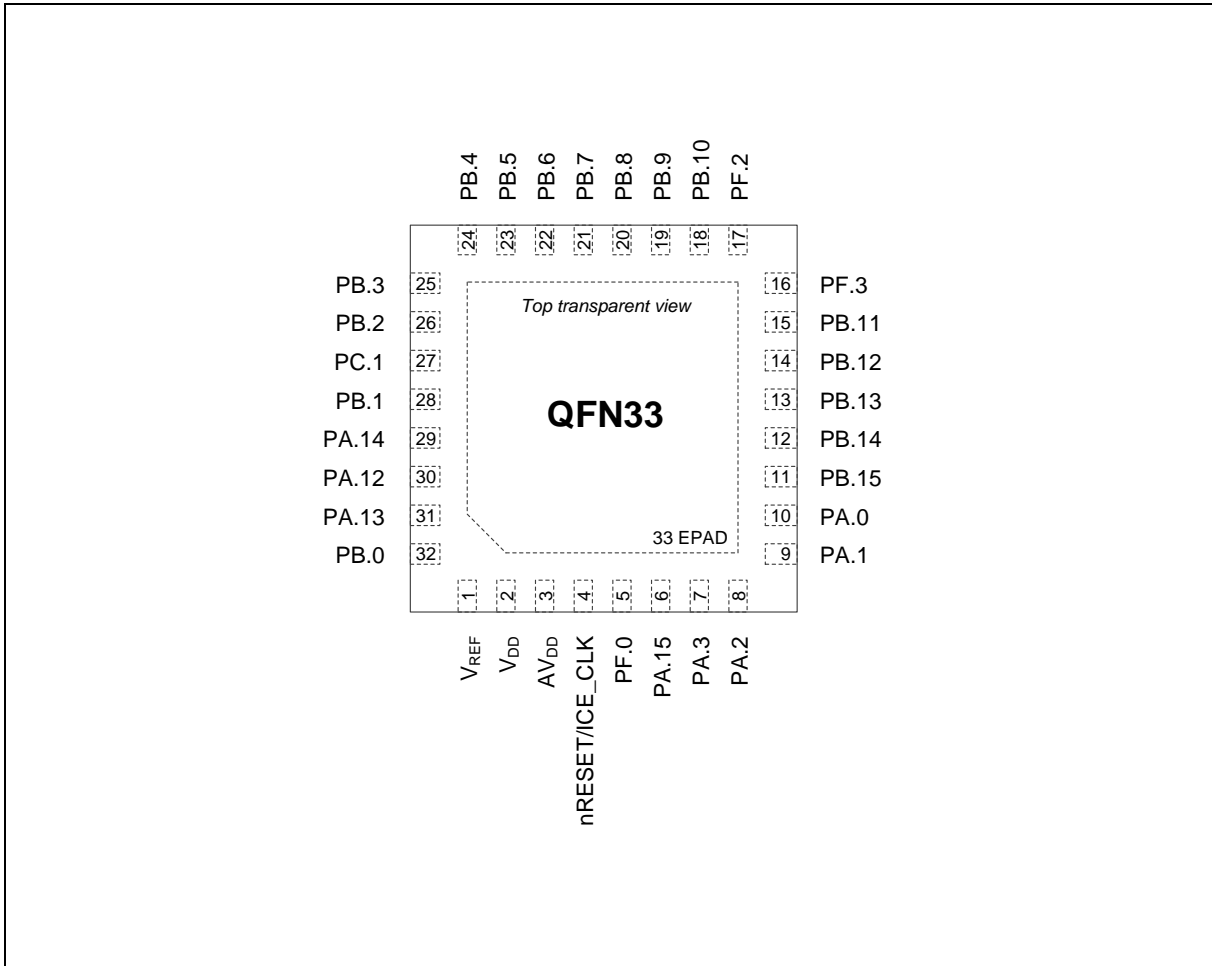 PB.4 PB.5 PB.6 PB.7 PB.8 PB.9 PB.10 PF.2
24 23 22 21 20 19 18 17
PB.3 25 16 PF.3
Top transparent view
PB.2 26 15 PB.11
PC.1 27 14 PB.12
PB.1 28 QFN33 13 PB.13
PA.14 29 12 PB.14
PA.12 30 11 PB.15
PA.13 31 10 PA.0
33 EPAD
PB.0 32 9 PA.1
1 2 3 4 5 6 7 8
VREF VDD AVDD nRESET/ICE_CLK PF.0 PA.15 PA.3 PA.2